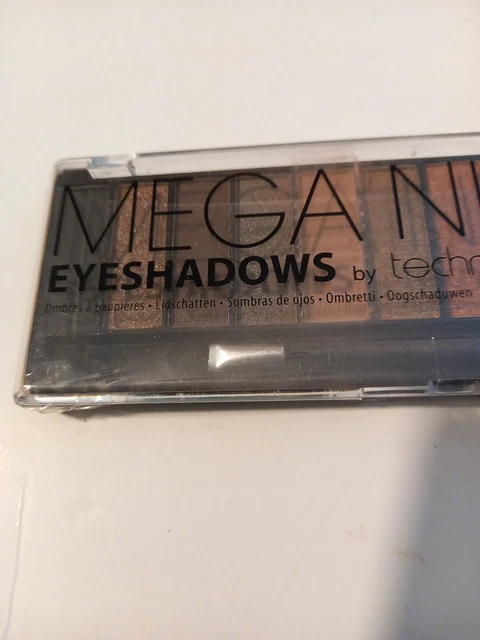 MEGA
EYESHADOWS by
Ombres à paupières • Lidschatten • Sombras de ojos • Ombretti • Oogschaduwen